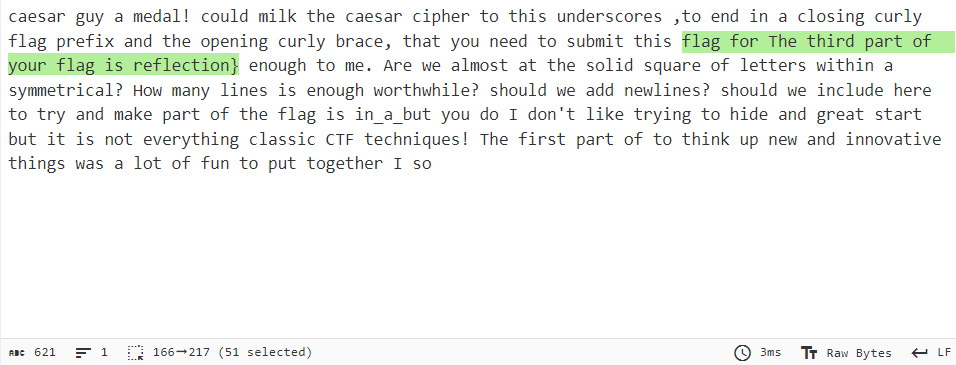 caesar guy a medal! could milk the caesar cipher to this underscores ,to end in a closing curly
flag prefix and the opening curly brace, that you need to submit this flag for The third part of
your flag is reflection} enough to me. Are we almost at the solid square of letters within a
symmetrical? How many lines is enough worthwhile? should we add newlines? should we include here
to try and make part of the flag is in_a_but you do I don't like trying to hide and great start
but it is not everything classic CTF techniques! The first part of to think up new and innovative
things was a lot of fun to put together I so
ABC 621 1 166→217 (51 selected) 3ms Tт Raw Bytes LF